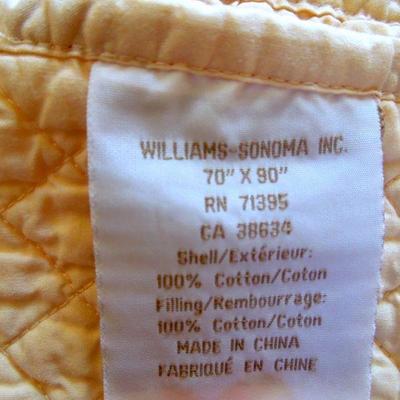 WILLIAMS-SONOMA INC.
70" X 90"
RN 71395
CA 38634
Shell/Extérieur:
100% Cotton/Coton
Filling/Rembourrage:
100% Cotton/Coton
MADE IN CHINA
FABRIQUÉ EN CHINE